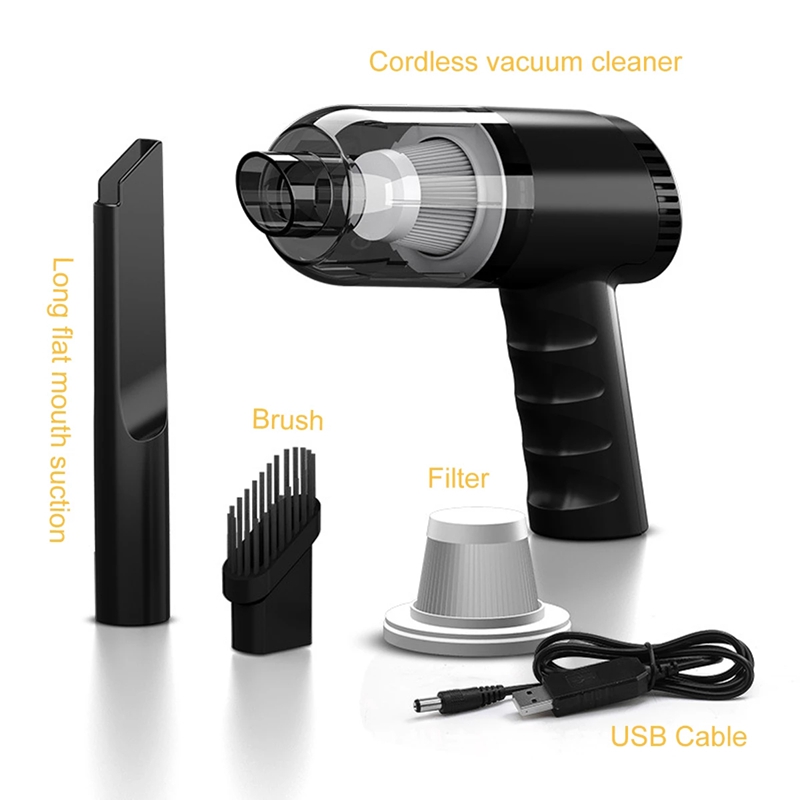 Cordless vacuum cleaner
Long flat mouth suction
Brush
Filter
USB Cable